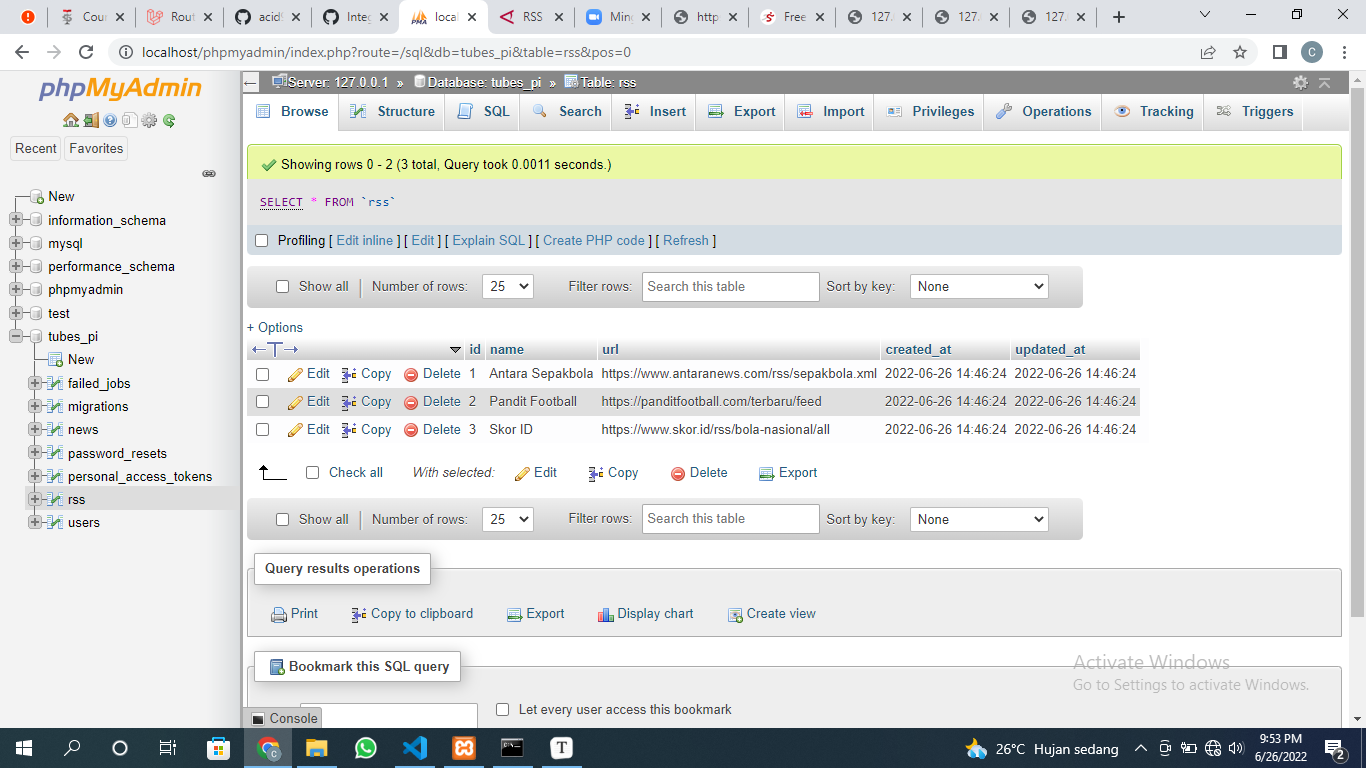 Cour
Rout
acid!
Integ
local
RSS
Ming
http
Free
127.
127.
127.
localhost/phpmyadmin/index.php?route=/sql&db=tubes_pi&table=rss&pos=0
C
phpMyAdmin
Recent
Favorites
New
information_schema
mysql
performance_schema
phpmyadmin
test
tubes_pi
New
failed_jobs
migrations
news
password_resets
personal_access_tokens
rss
users
Server: 127.0.0.1 » Database: tubes_pi » Table: rss
Browse Structure SQL Search Insert Export Import Privileges Operations Tracking Triggers
Showing rows 0 - 2 (3 total, Query took 0.0011 seconds.)
SELECT * FROM `rss`
Profiling [ Edit inline ] [ Edit ] [ Explain SQL ] [ Create PHP code ] [ Refresh ]
Show all | Number of rows: 25 Filter rows: Search this table Sort by key: None
+ Options
←T→ id name url created_at updated_at
Edit Copy Delete 1 Antara Sepakbola https://www.antaranews.com/rss/sepakbola.xml 2022-06-26 14:46:24 2022-06-26 14:46:24
Edit Copy Delete 2 Pandit Football https://panditfootball.com/terbaru/feed 2022-06-26 14:46:24 2022-06-26 14:46:24
Edit Copy Delete 3 Skor ID https://www.skor.id/rss/bola-nasional/all 2022-06-26 14:46:24 2022-06-26 14:46:24
Check all With selected: Edit Copy Delete Export
Show all | Number of rows: 25 Filter rows: Search this table Sort by key: None
Query results operations
Print Copy to clipboard Export Display chart Create view
Bookmark this SQL query
Let every user access this bookmark
Console
Activate Windows
Go to Settings to activate Windows.
26°C Hujan sedang
9:53 PM
6/26/2022
2